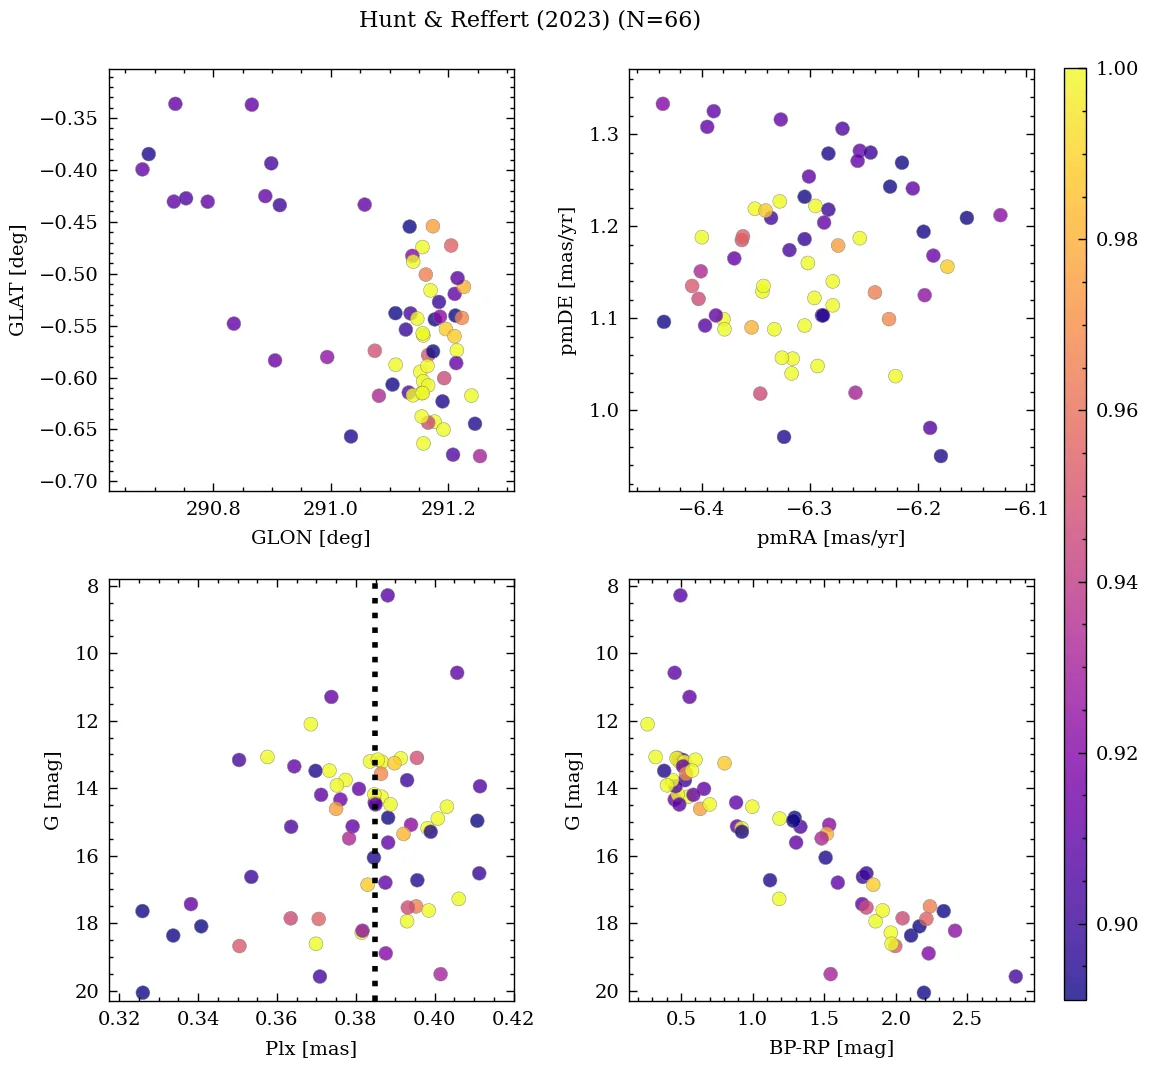 Hunt & Reffert (2023) (N=66)
−0.35
−0.40
−0.45
−0.50
−0.55
−0.60
−0.65
−0.70
GLAT [deg]
290.8 291.0 291.2
GLON [deg]
1.3
1.2
1.1
1.0
pmDE [mas/yr]
−6.4 −6.3 −6.2 −6.1
pmRA [mas/yr]
8
10
12
14
16
18
20
G [mag]
0.32 0.34 0.36 0.38 0.40 0.42
Plx [mas]
8
10
12
14
16
18
20
G [mag]
0.5 1.0 1.5 2.0 2.5
BP-RP [mag]
1.00
0.98
0.96
0.94
0.92
0.90